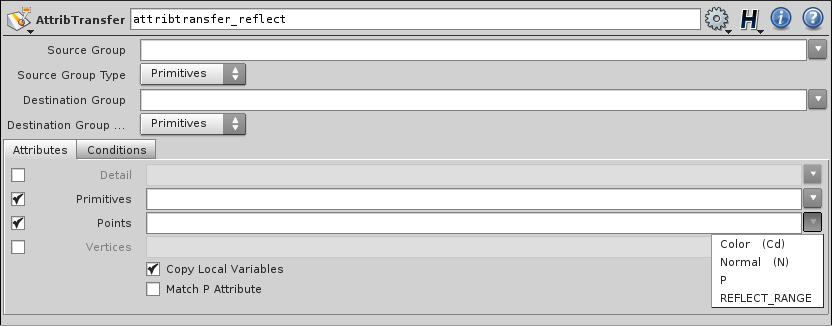 AttribTransfer attribtransfer_reflect
Source Group
Source Group Type Primitives
Destination Group
Destination Group ... Primitives
Attributes Conditions
Detail
Primitives
Points
Vertices
Color (Cd)
Normal (N)
P
REFLECT_RANGE
Copy Local Variables
Match P Attribute